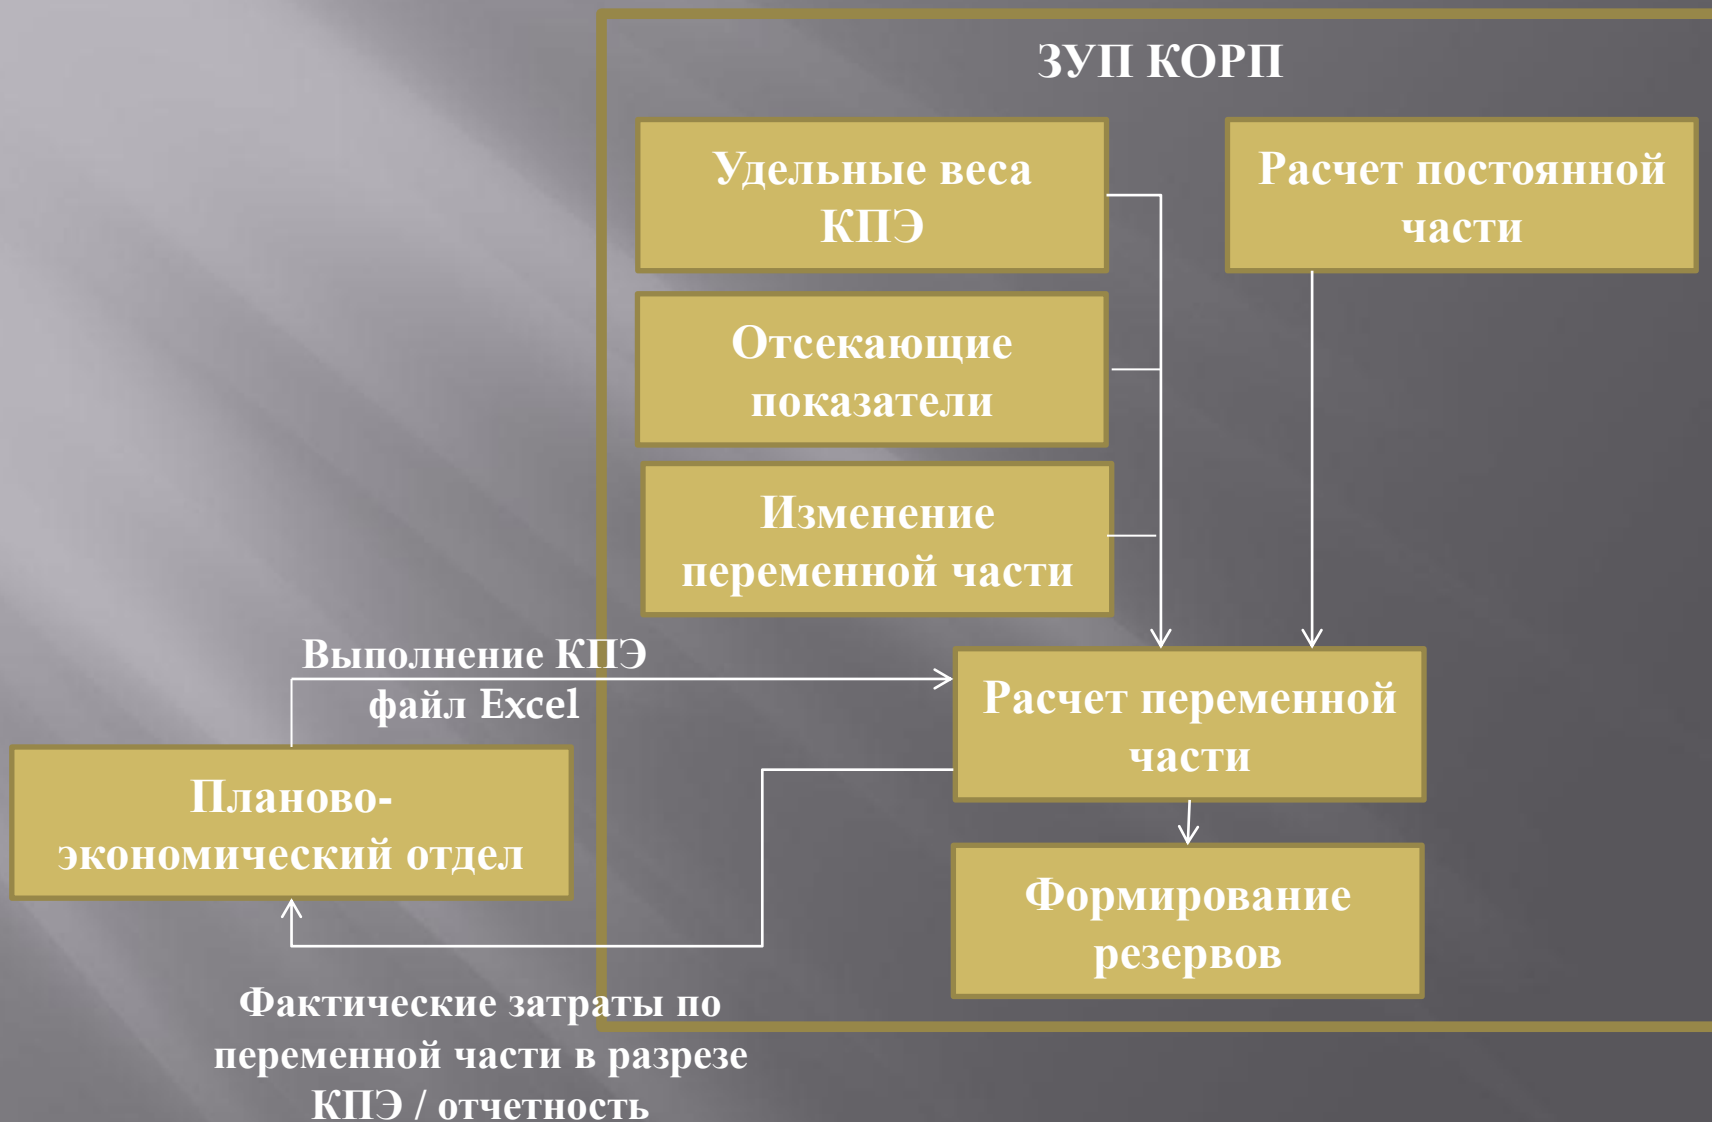 ЗУП КОРП
Удельные веса
КПЭ
Расчет постоянной
части
Отсекающие
показатели
Изменение
переменной части
Выполнение КПЭ
файл Excel
Расчет переменной
части
Планово-
экономический отдел
Формирование
резервов
Фактические затраты по
переменной части в разрезе
КПЭ / отчетность